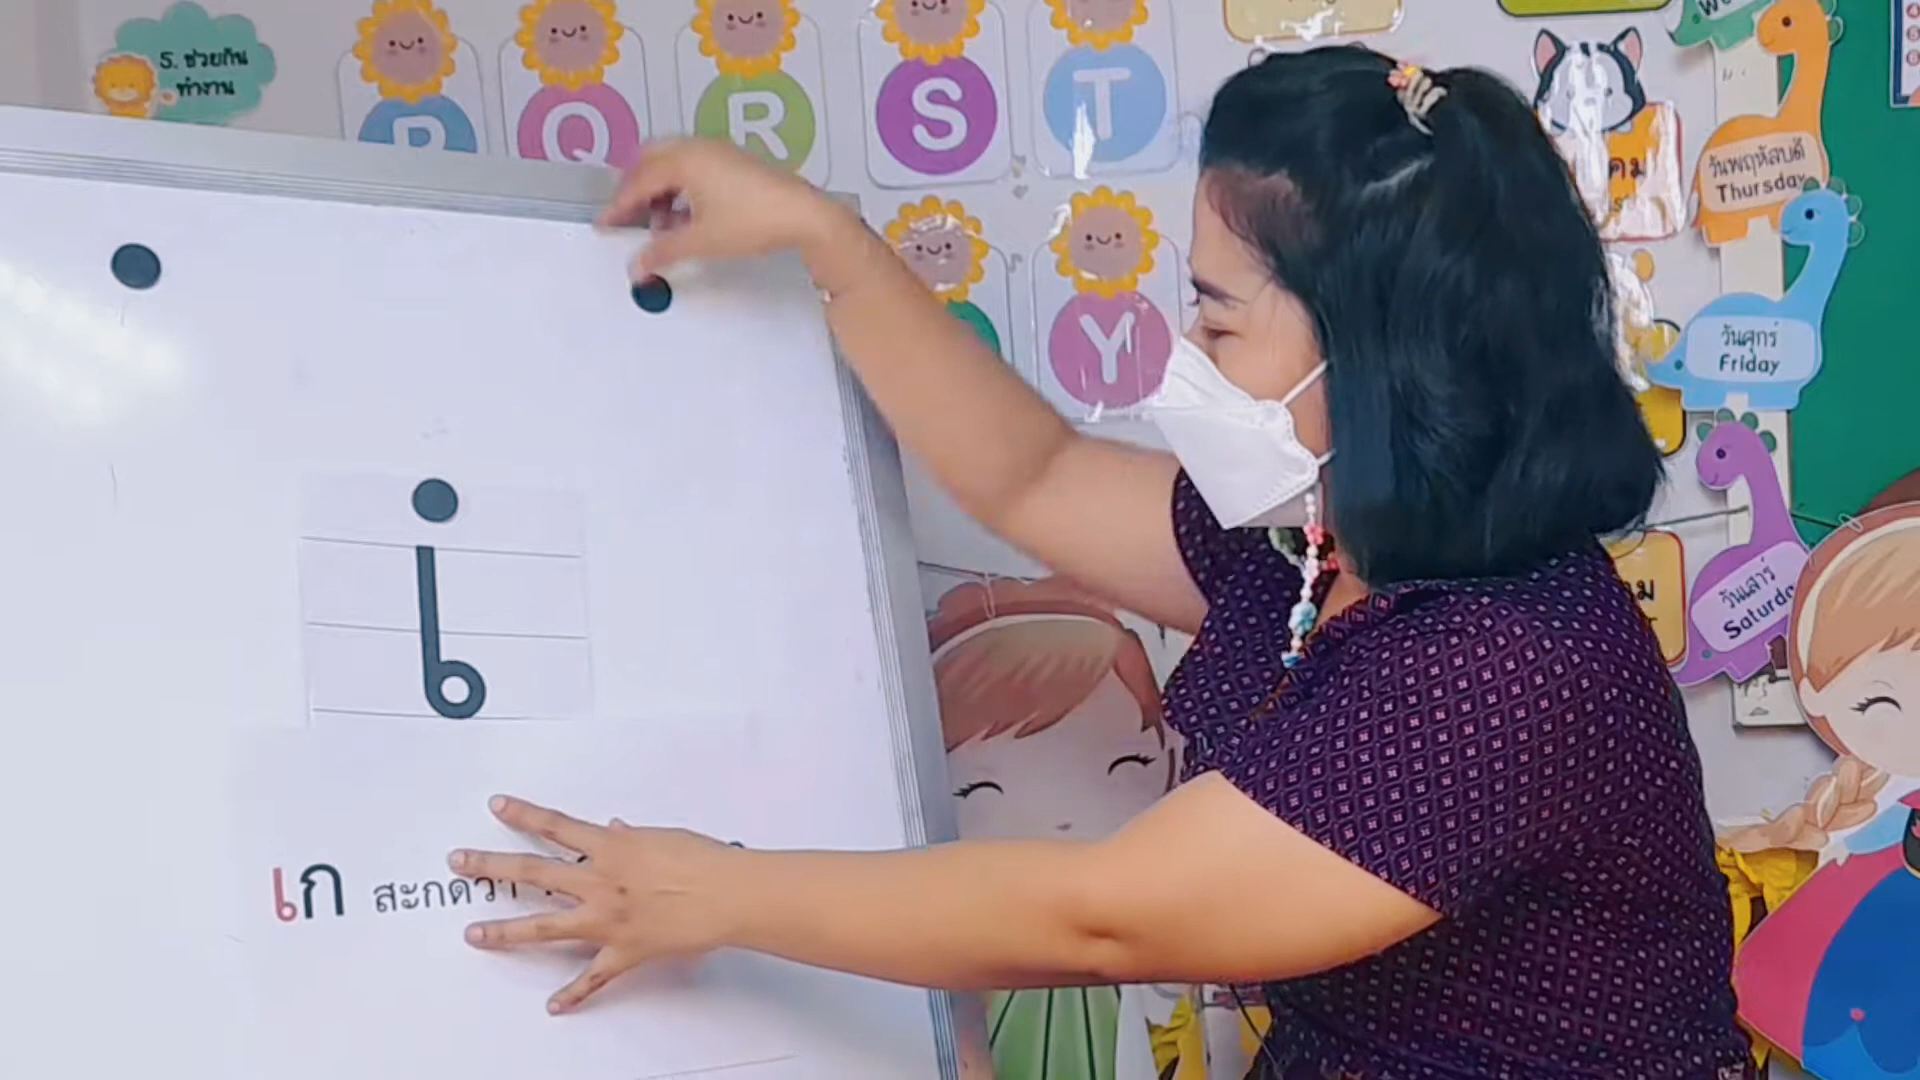 5. ช่วยกัน
ทำงาน
P Q R S T
Y
วันพฤหัสบดี
Thursday
วันศุกร์
Friday
วันเสาร์
เ
เก สะกดว่า